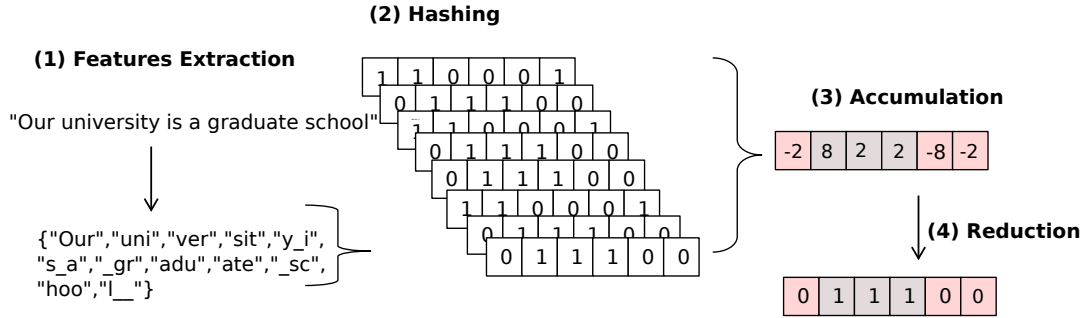 (2) Hashing
(1) Features Extraction
"Our university is a graduate school"
{"Our","uni","ver","sit","y_i",
"s_a","_gr","adu","ate","_sc",
"hoo","l__"}
1 1 0 0 0 1
0 1 1 1 0 0
1 1 0 0 0 1
0 1 1 1 0 0
0 1 1 1 0 0
1 1 0 0 0 1
0 1 1 1 0 0
0 1 1 1 0 0
(3) Accumulation
-2 8 2 2 -8 -2
(4) Reduction
0 1 1 1 0 0